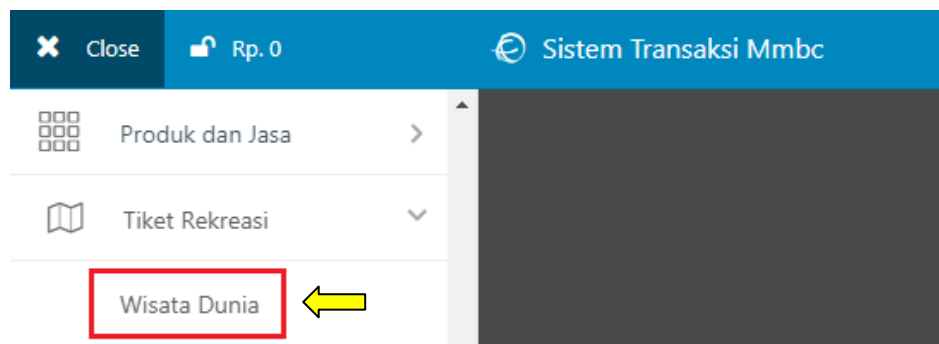 Close Rp. 0 Sistem Transaksi Mmbc
Produk dan Jasa
Tiket Rekreasi
Wisata Dunia